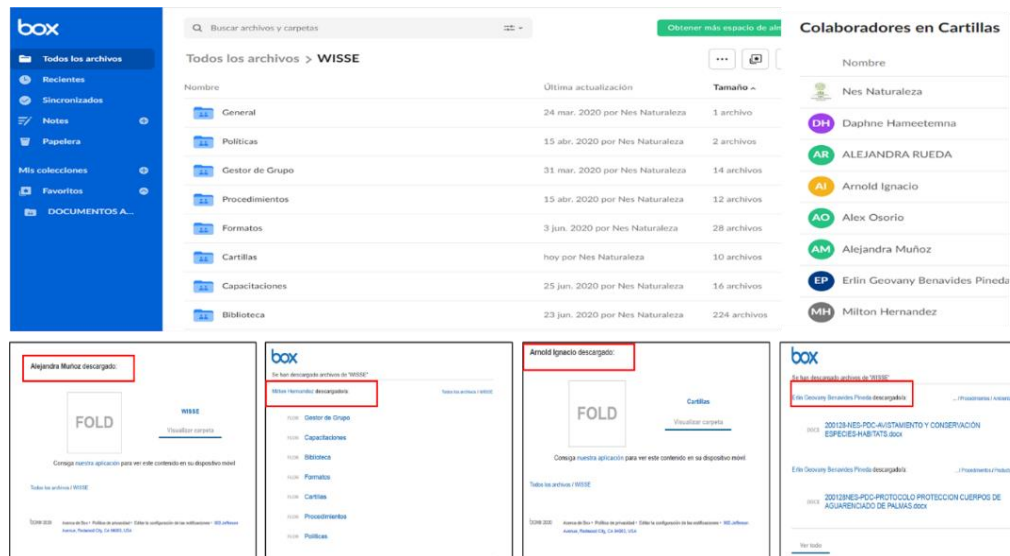 box
Todos los archivos
Recientes
Sincronizados
Notes
Papelera
Mis colecciones
Favoritos
DOCUMENTOS A...
Buscar archivos y carpetas
Obtener más espacio de alm
Todos los archivos > WISSE
Nombre Última actualización Tamaño
General 24 mar. 2020 por Nes Naturaleza 1 archivo
Políticas 15 abr. 2020 por Nes Naturaleza 2 archivos
Gestor de Grupo 31 mar. 2020 por Nes Naturaleza 14 archivos
Procedimientos 15 abr. 2020 por Nes Naturaleza 12 archivos
Formatos 3 jun. 2020 por Nes Naturaleza 28 archivos
Cartillas hoy por Nes Naturaleza 10 archivos
Capacitaciones 25 jun. 2020 por Nes Naturaleza 16 archivos
Biblioteca 23 jun. 2020 por Nes Naturaleza 224 archivos
Colaboradores en Cartillas
Nombre
Nes Naturaleza
DH Daphne Hameetemna
AR ALEJANDRA RUEDA
AI Arnold Ignacio
AO Alex Osorio
AM Alejandra Muñoz
EP Erlin Geovany Benavides Pineda
MH Milton Hernandez
Alejandra Muñoz descargado:
FOLD
WISSE
Visualizar carpeta
Consiga nuestra aplicación para ver este contenido en su dispositivo móvil
Todos los archivos / WISSE
box
Se han descargado archivos de "WISSE"
Milton Hernandez descargado/a Todos los archivos / WISSE
Gestor de Grupo
Capacitaciones
Biblioteca
Formatos
Cartillas
Procedimientos
Políticas
Arnold Ignacio descargado:
FOLD
Cartillas
Visualizar carpeta
Consiga nuestra aplicación para ver este contenido en su dispositivo móvil
Todos los archivos / WISSE
box
Se han descargado archivos de "WISSE"
Erlin Geovany Benavides Pineda descargado/a
200128-NES-PDC-AVISTAMIENTO Y CONSERVACIÓN
ESPECIES-HABITATS.docx
Erlin Geovany Benavides Pineda descargado/a
200128NES-PDC-PROTOCOLO PROTECCION CUERPOS DE
AGUARENCIADO DE PALMAS.docx
Ver todo